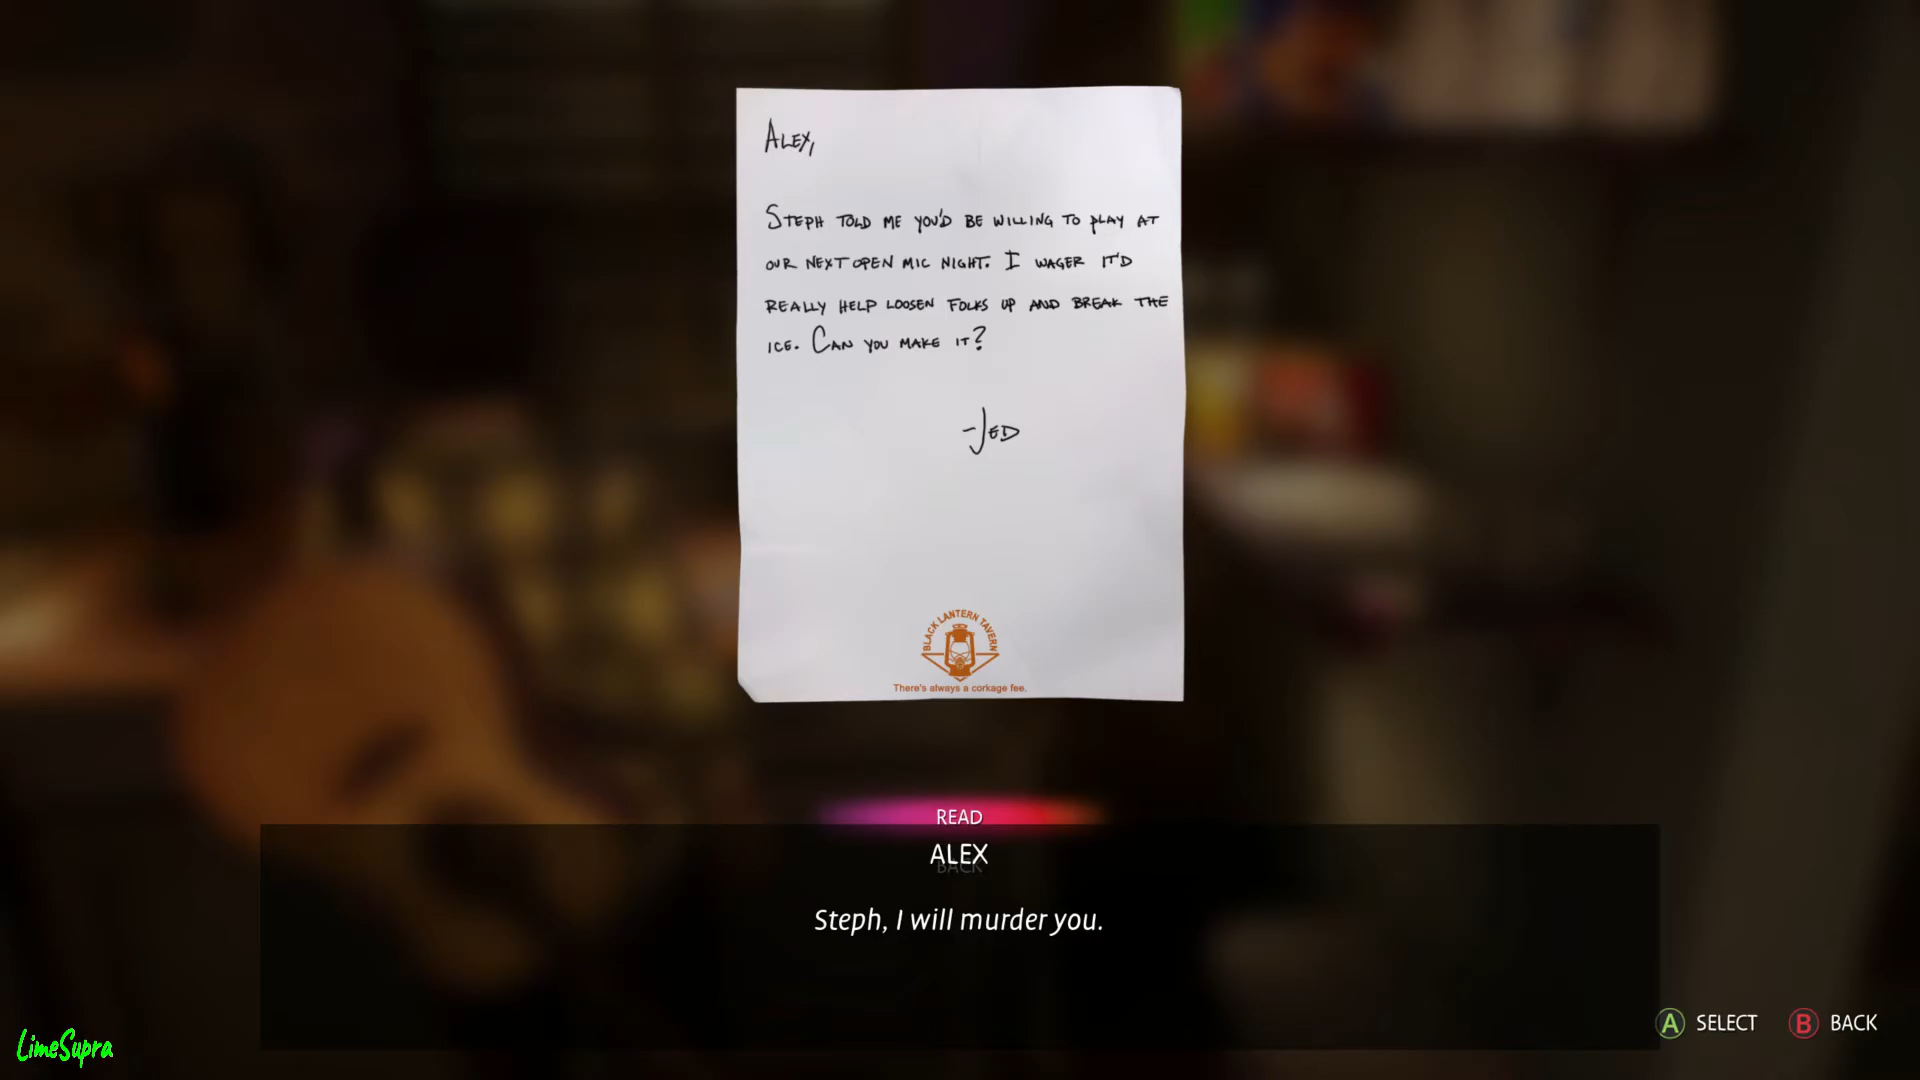 ALEX,
STEPH TOLD ME YOU'D BE WILLING TO PLAY AT
OUR NEXT OPEN MIC NIGHT. I WAGER IT'D
REALLY HELP LOOSEN FOLKS UP AND BREAK THE
ICE. CAN YOU MAKE IT?
-JED
BLACK LANTERN TAVERN
There's always a corkage fee.
READ
ALEX
BACK
Steph, I will murder you.
A SELECT B BACK
LimeSupra